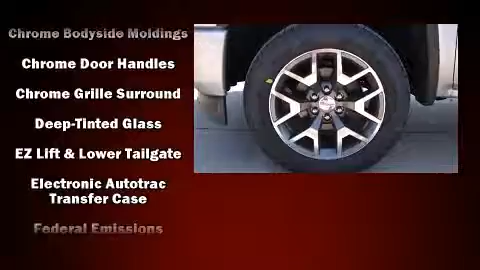 Chrome Bodyside Moldings
Chrome Door Handles
Chrome Grille Surround
Deep-Tinted Glass
EZ Lift & Lower Tailgate
Electronic Autotrac
Transfer Case
Federal Emissions